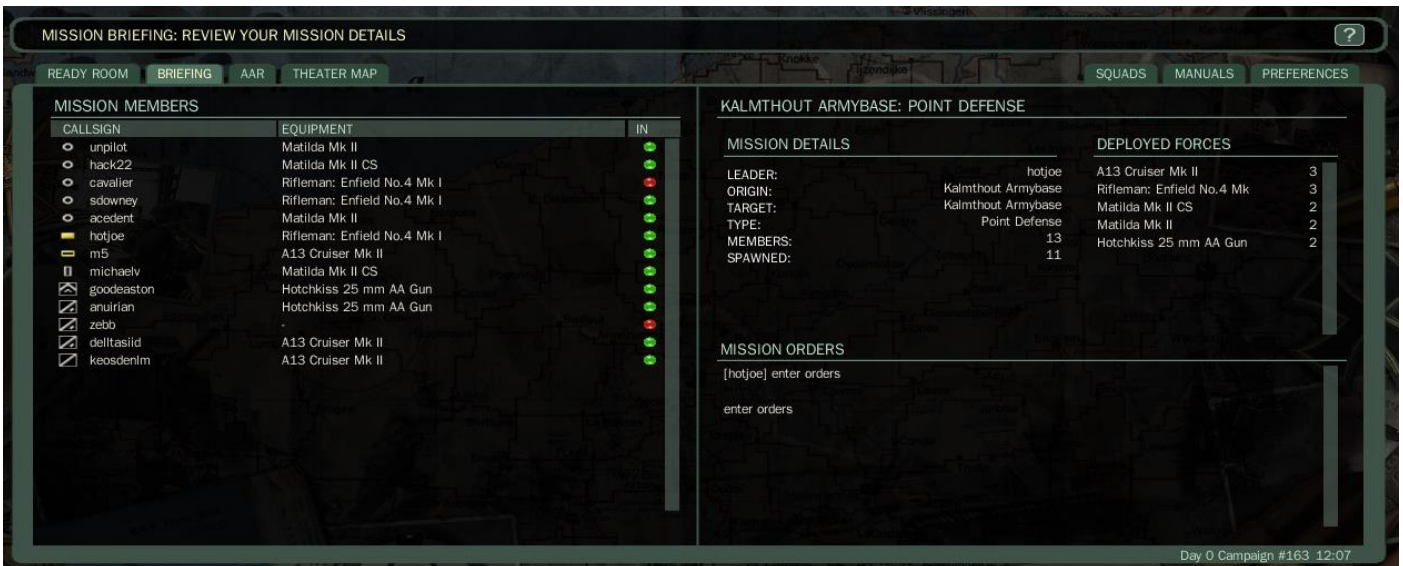 MISSION BRIEFING: REVIEW YOUR MISSION DETAILS ?
READY ROOM BRIEFING AAR THEATER MAP SQUADS MANUALS PREFERENCES
MISSION MEMBERS
CALLSIGN EQUIPMENT IN
unpilot Matilda Mk II
hack22 Matilda Mk II CS
cavalier Rifleman: Enfield No.4 Mk I
sdowney Rifleman: Enfield No.4 Mk I
acedent Matilda Mk II
hotjoe Rifleman: Enfield No.4 Mk I
m5 A13 Cruiser Mk II
michaelv Matilda Mk II CS
goodeaston Hotchkiss 25 mm AA Gun
anuirian Hotchkiss 25 mm AA Gun
zebb -
delltasiid A13 Cruiser Mk II
keosdenlm A13 Cruiser Mk II
KALMTHOUT ARMYBASE: POINT DEFENSE
MISSION DETAILS
LEADER: hotjoe
ORIGIN: Kalmthout Armybase
TARGET: Kalmthout Armybase
TYPE: Point Defense
MEMBERS: 13
SPAWNED: 11
DEPLOYED FORCES
A13 Cruiser Mk II 3
Rifleman: Enfield No.4 Mk 3
Matilda Mk II CS 2
Matilda Mk II 2
Hotchkiss 25 mm AA Gun 2
MISSION ORDERS
[hotjoe] enter orders
enter orders
Day 0 Campaign #163 12:07